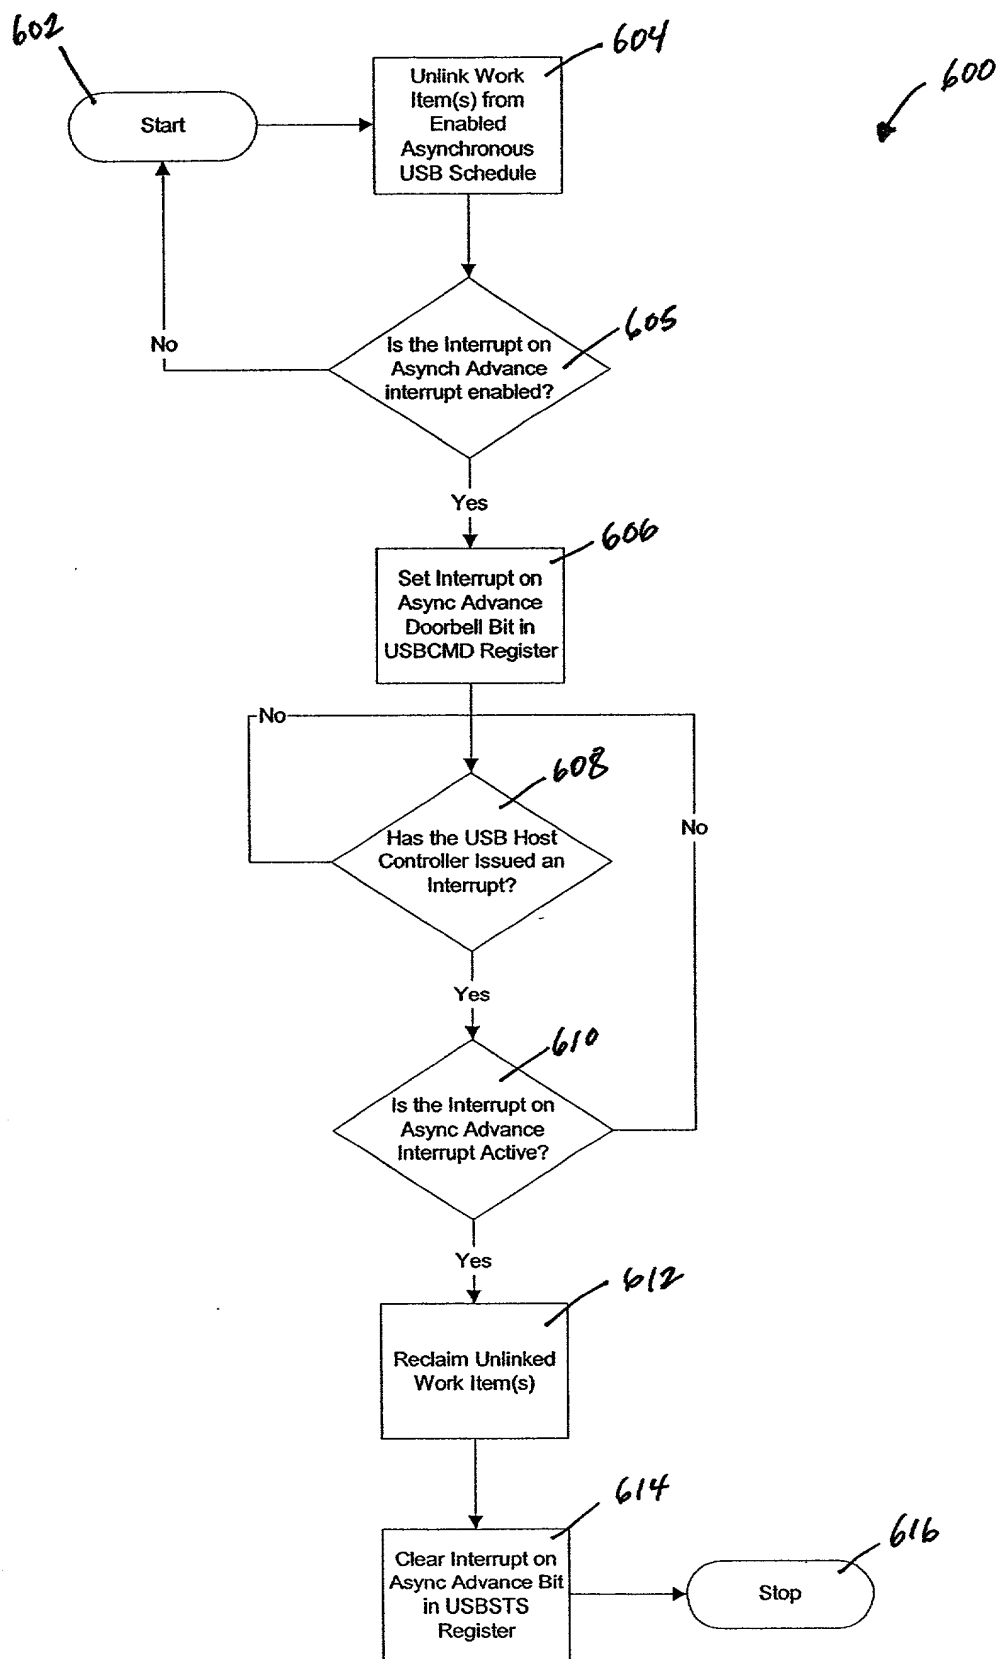 602
604
600
Start
Unlink Work
Item(s) from
Enabled
Asynchronous
USB Schedule
605
No
Is the Interrupt on
Asynch Advance
interrupt enabled?
Yes
606
Set Interrupt on
Async Advance
Doorbell Bit in
USBCMD Register
No
608
No
Has the USB Host
Controller Issued an
Interrupt?
Yes
610
Is the Interrupt on
Async Advance
Interrupt Active?
Yes
612
Reclaim Unlinked
Work Item(s)
614
616
Clear Interrupt on
Async Advance Bit
in USBSTS
Register
Stop